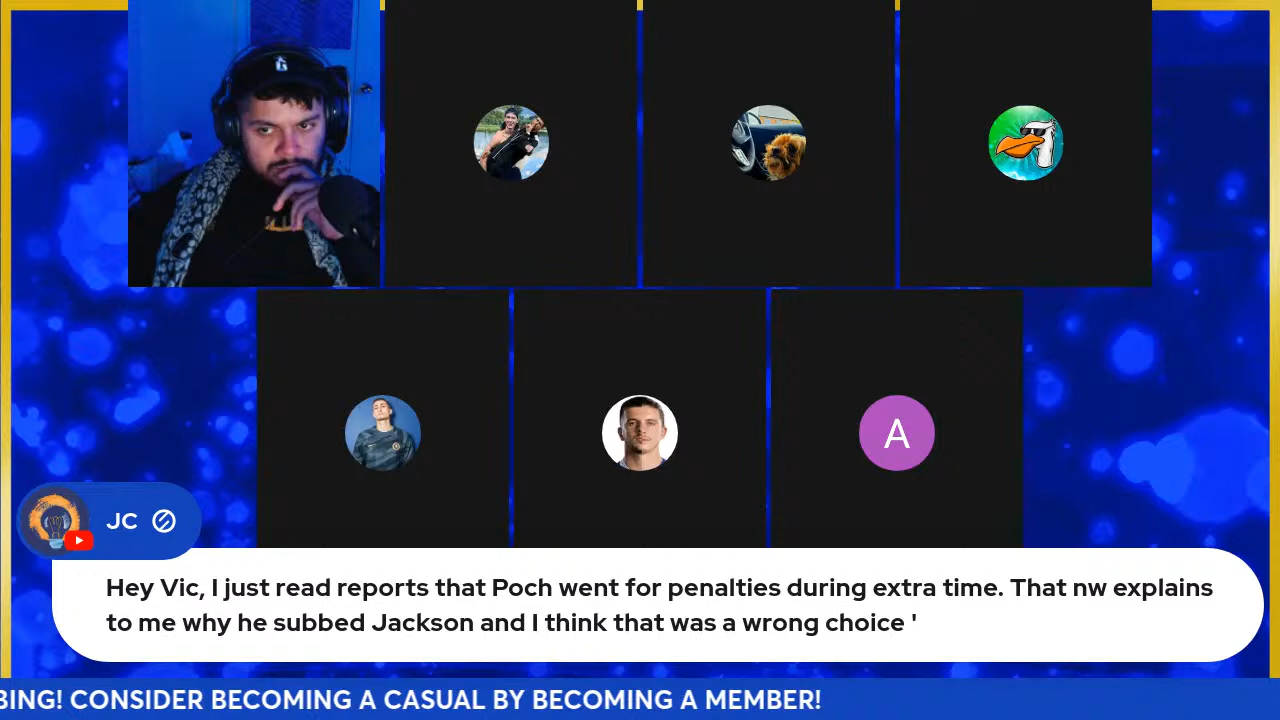 A
JC
Hey Vic, I just read reports that Poch went for penalties during extra time. That nw explains
to me why he subbed Jackson and I think that was a wrong choice '
BING! CONSIDER BECOMING A CASUAL BY BECOMING A MEMBER!